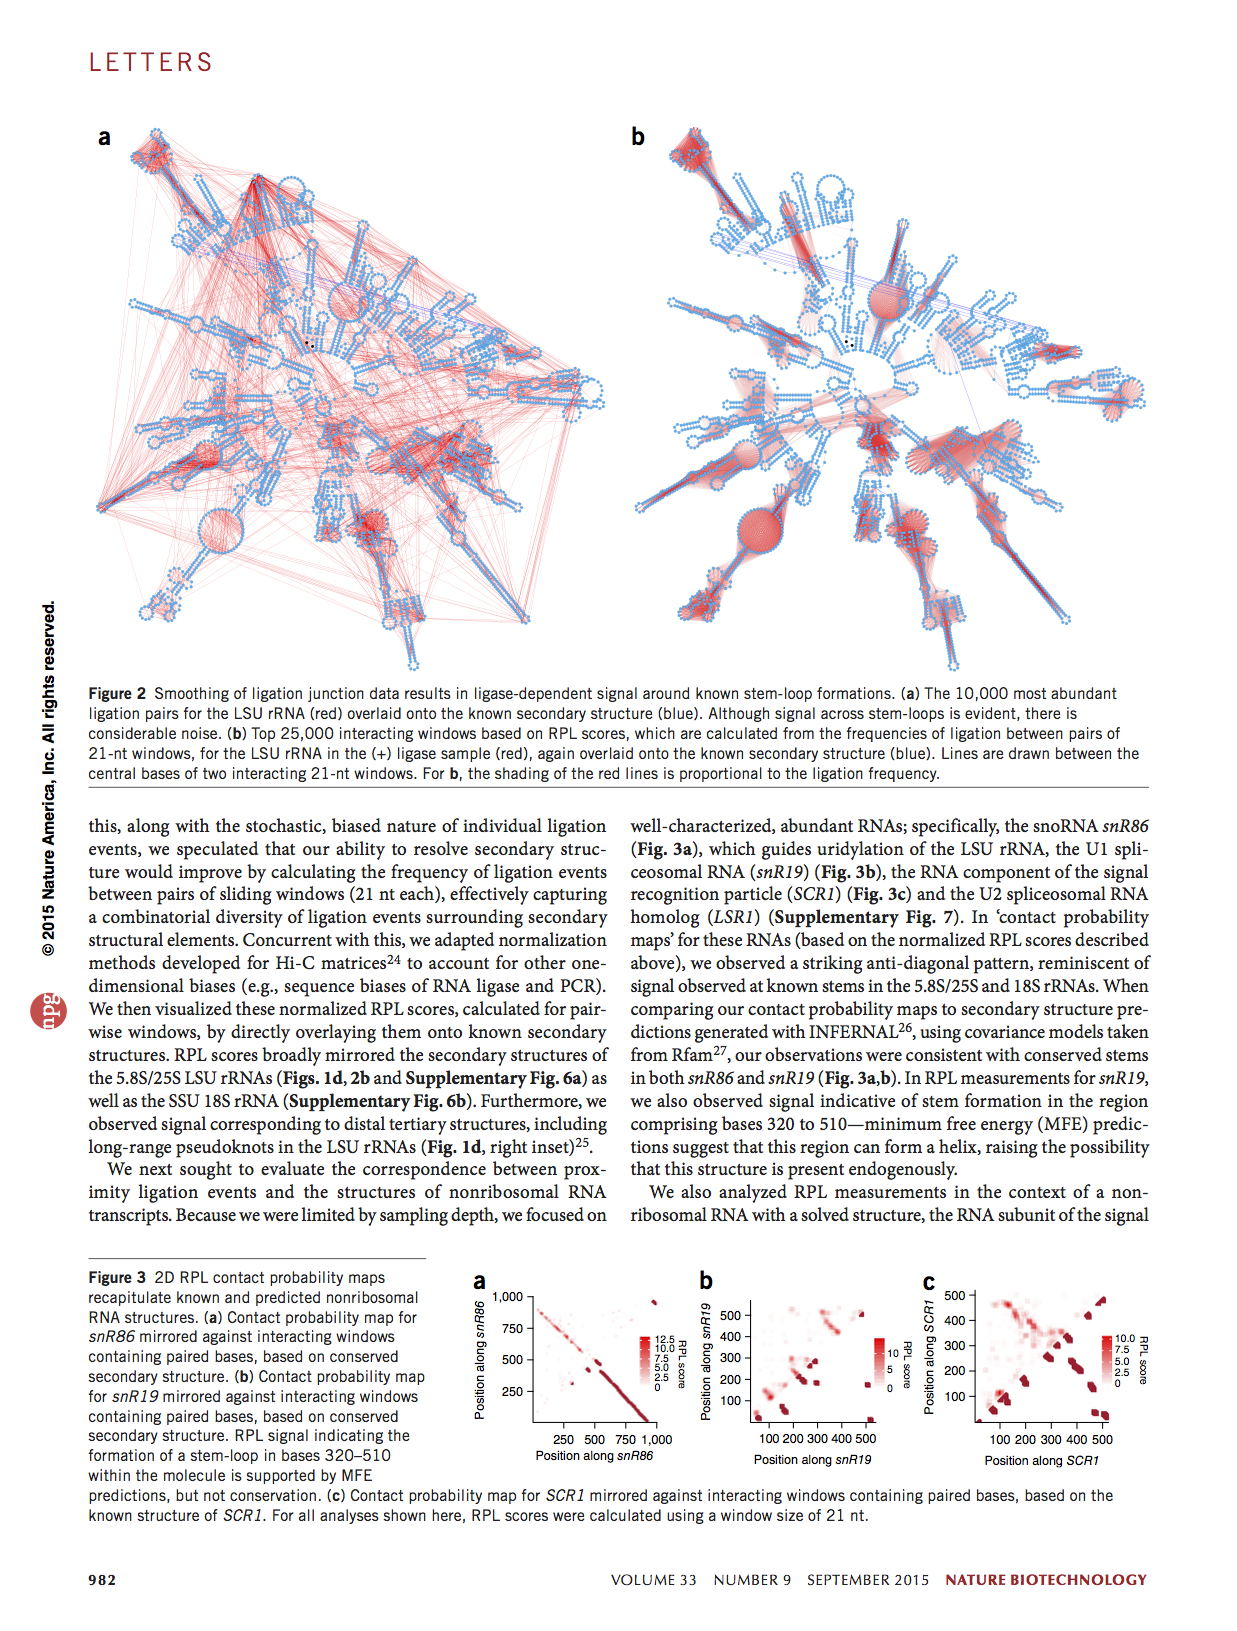 LETTERS
a
b
Figure 2 Smoothing of ligation junction data results in ligase-dependent signal around known stem-loop formations. (a) The 10,000 most abundant
ligation pairs for the LSU rRNA (red) overlaid onto the known secondary structure (blue). Although signal across stem-loops is evident, there is
considerable noise. (b) Top 25,000 interacting windows based on RPL scores, which are calculated from the frequencies of ligation between pairs of
21-nt windows, for the LSU rRNA in the (+) ligase sample (red), again overlaid onto the known secondary structure (blue). Lines are drawn between the
central bases of two interacting 21-nt windows. For b, the shading of the red lines is proportional to the ligation frequency.
this, along with the stochastic, biased nature of individual ligation
events, we speculated that our ability to resolve secondary struc-
ture would improve by calculating the frequency of ligation events
between pairs of sliding windows (21 nt each), effectively capturing
a combinatorial diversity of ligation events surrounding secondary
structural elements. Concurrent with this, we adapted normalization
methods developed for Hi-C matrices24 to account for other one-
dimensional biases (e.g., sequence biases of RNA ligase and PCR).
We then visualized these normalized RPL scores, calculated for pair-
wise windows, by directly overlaying them onto known secondary
structures. RPL scores broadly mirrored the secondary structures of
the 5.8S/25S LSU rRNAs (Figs. 1d, 2b and Supplementary Fig. 6a) as
well as the SSU 18S rRNA (Supplementary Fig. 6b). Furthermore, we
observed signal corresponding to distal tertiary structures, including
long-range pseudoknots in the LSU rRNAs (Fig. 1d, right inset)25.
We next sought to evaluate the correspondence between prox-
imity ligation events and the structures of nonribosomal RNA
transcripts. Because we were limited by sampling depth, we focused on
well-characterized, abundant RNAs; specifically, the snoRNA snR86
(Fig. 3a), which guides uridylation of the LSU rRNA, the U1 spli-
ceosomal RNA (snR19) (Fig. 3b), the RNA component of the signal
recognition particle (SCR1) (Fig. 3c) and the U2 spliceosomal RNA
homolog (LSR1) (Supplementary Fig. 7). In ‘contact probability
maps’ for these RNAs (based on the normalized RPL scores described
above), we observed a striking anti-diagonal pattern, reminiscent of
signal observed at known stems in the 5.8S/25S and 18S rRNAs. When
comparing our contact probability maps to secondary structure pre-
dictions generated with INFERNAL26, using covariance models taken
from Rfam27, our observations were consistent with conserved stems
in both snR86 and snR19 (Fig. 3a,b). In RPL measurements for snR19,
we also observed signal indicative of stem formation in the region
comprising bases 320 to 510—minimum free energy (MFE) predic-
tions suggest that this region can form a helix, raising the possibility
that this structure is present endogenously.
We also analyzed RPL measurements in the context of a non-
ribosomal RNA with a solved structure, the RNA subunit of the signal
Figure 3 2D RPL contact probability maps
recapitulate known and predicted nonribosomal
RNA structures. (a) Contact probability map for
snR86 mirrored against interacting windows
containing paired bases, based on conserved
secondary structure. (b) Contact probability map
for snR19 mirrored against interacting windows
containing paired bases, based on conserved
secondary structure. RPL signal indicating the
formation of a stem-loop in bases 320–510
within the molecule is supported by MFE
predictions, but not conservation. (c) Contact probability map for SCR1 mirrored against interacting windows containing paired bases, based on the
known structure of SCR1. For all analyses shown here, RPL scores were calculated using a window size of 21 nt.
a
Position along snR86
1,000
750
500
250
250 500 750 1,000
Position along snR86
12.5
10.0
7.5
5.0
2.5
0
RPL score
b
Position along snR19
500
400
300
200
100
100 200 300 400 500
Position along snR19
10
5
0
RPL score
c
Position along SCR1
500
400
300
200
100
100 200 300 400 500
Position along SCR1
10.0
7.5
5.0
2.5
0
RPL score
982
VOLUME 33 NUMBER 9 SEPTEMBER 2015 NATURE BIOTECHNOLOGY
© 2015 Nature America, Inc. All rights reserved.
npg